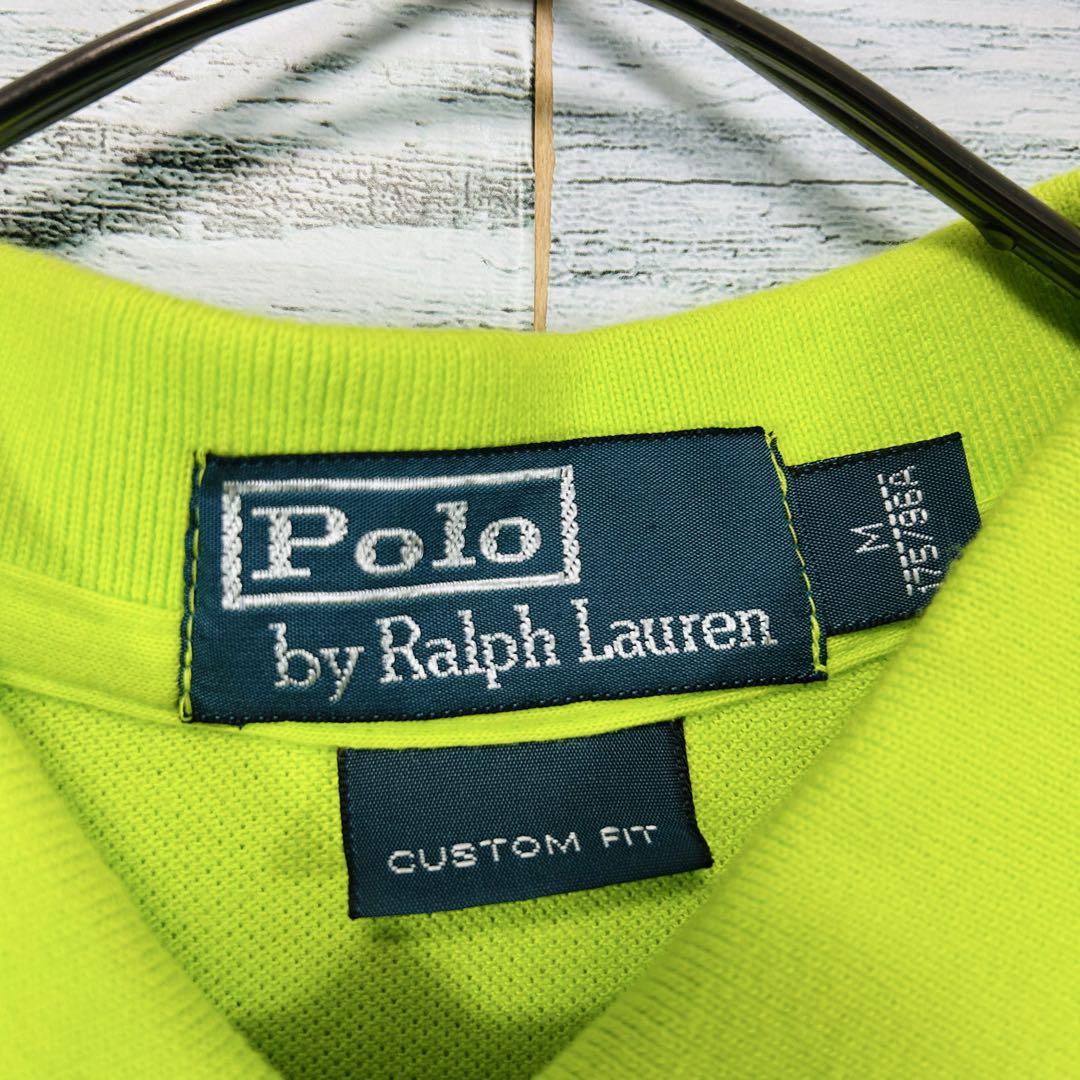 Polo
by Ralph Lauren
M
175/96A
CUSTOM FIT